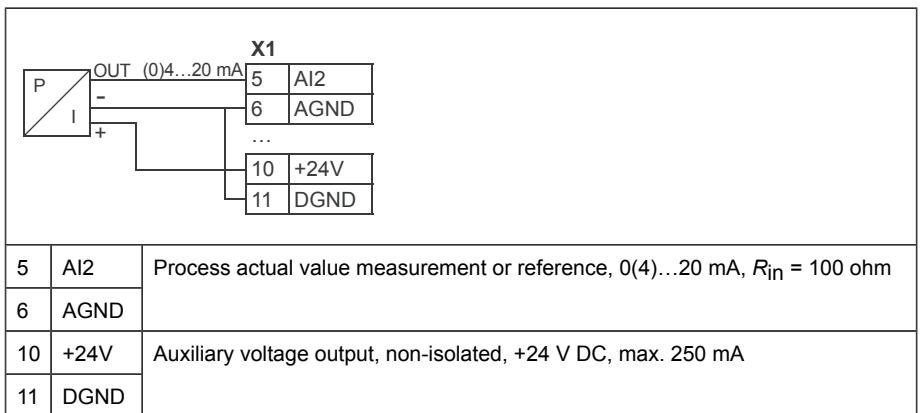 X1
OUT (0)4…20 mA
5 AI2
P
-
6 AGND
I
+
…
10 +24V
11 DGND
5 AI2 Process actual value measurement or reference, 0(4)…20 mA, Rin = 100 ohm
6 AGND
10 +24V Auxiliary voltage output, non-isolated, +24 V DC, max. 250 mA
11 DGND